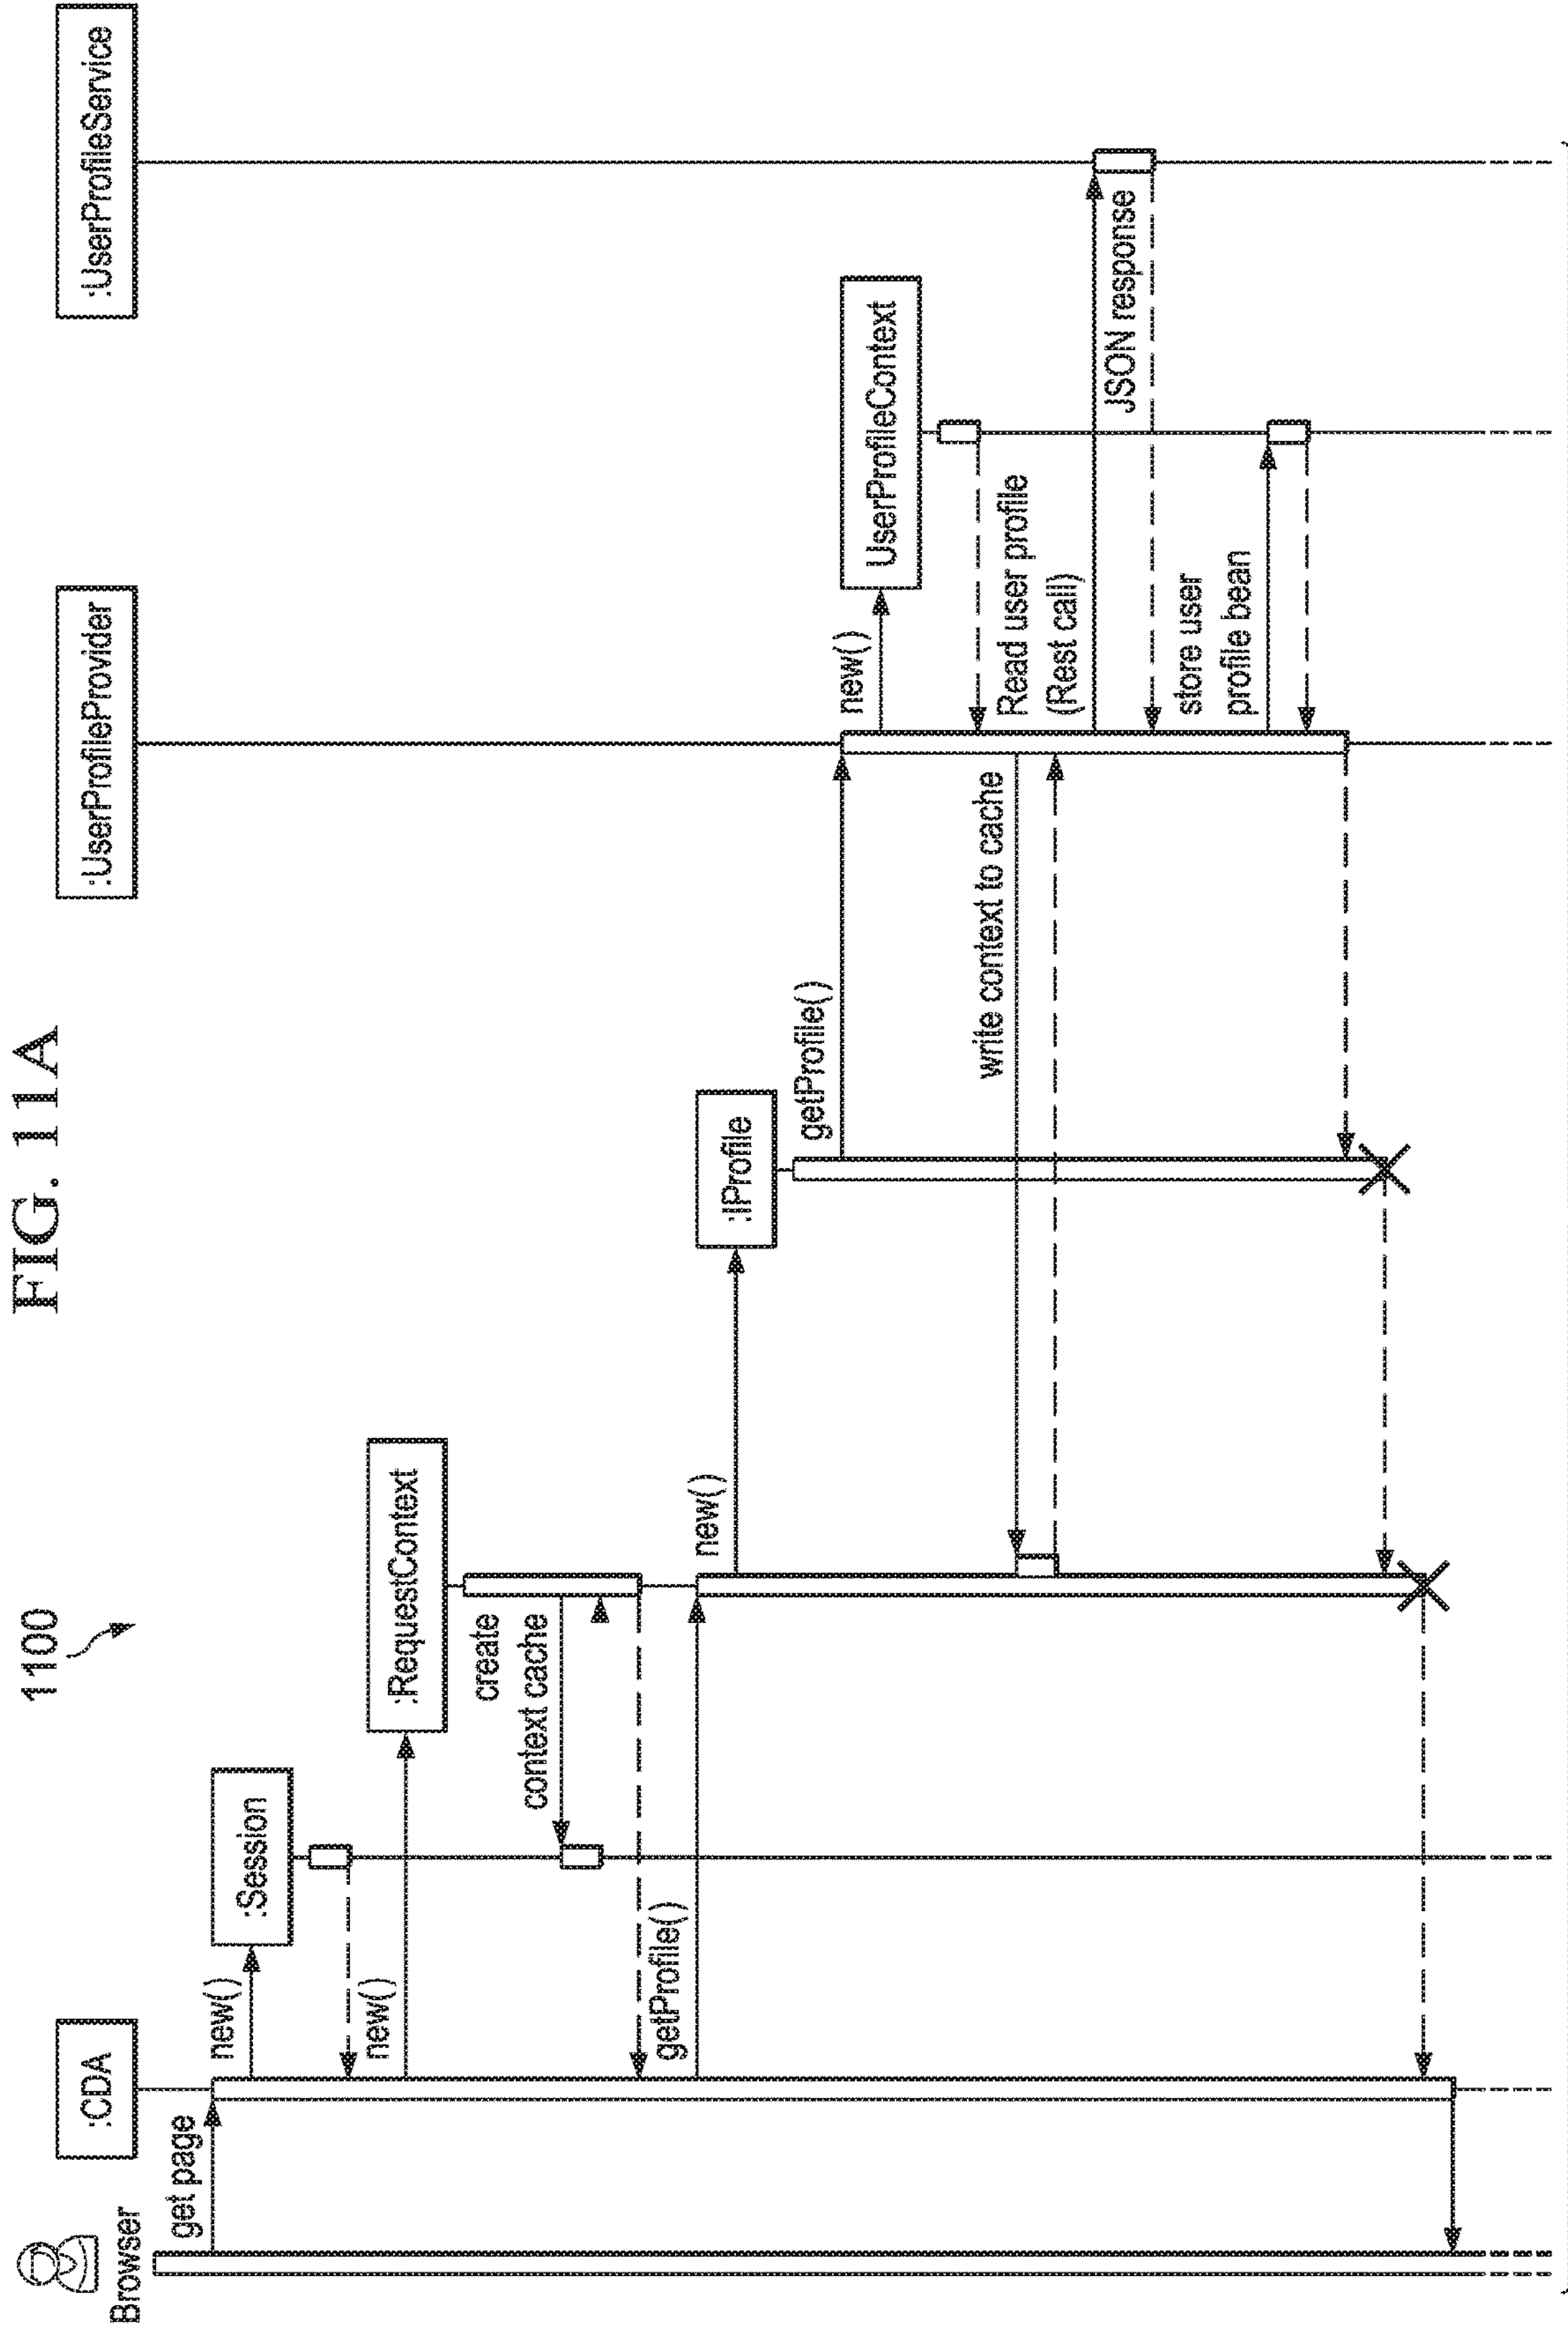 FIG. 11A
1100
Browser
:CDA
:UserProfileProvider
:UserProfileService
get page
new()
:Session
new()
:RequestContext
create
context cache
getProfile()
new()
:IProfile
getProfile()
new()
UserProfileContext
write context to cache
Read user profile
(Rest call)
JSON response
store user
profile bean